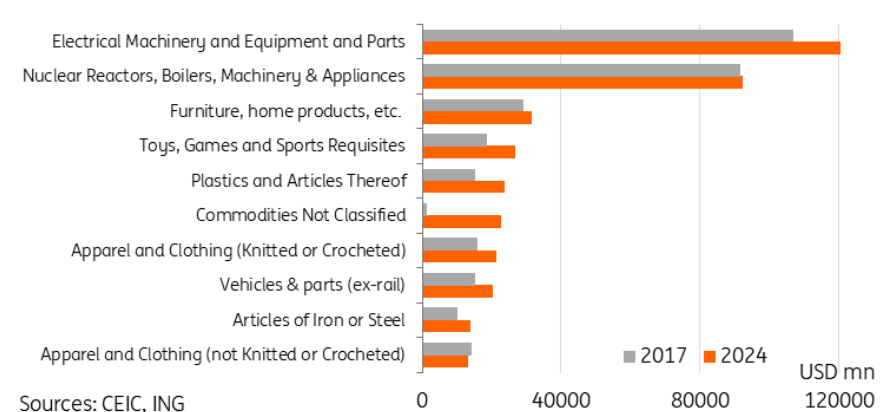 Electrical Machinery and Equipment and Parts
Nuclear Reactors, Boilers, Machinery & Appliances
Furniture, home products, etc.
Toys, Games and Sports Requisites
Plastics and Articles Thereof
Commodities Not Classified
Apparel and Clothing (Knitted or Crocheted)
Vehicles & parts (ex-rail)
Articles of Iron or Steel
Apparel and Clothing (not Knitted or Crocheted)
2017 2024
USD mn
0 40000 80000 120000
Sources: CEIC, ING